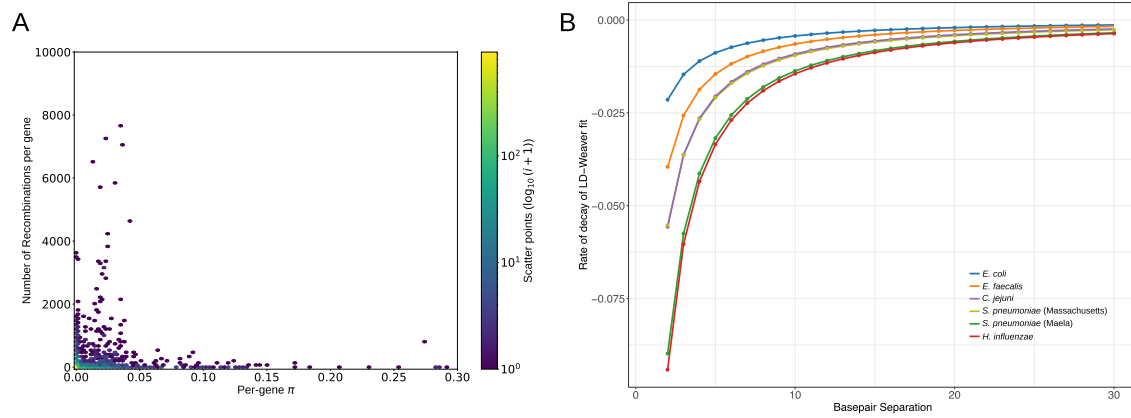 A
10000
8000
6000
4000
2000
0
Number of Recombinations per gene
0.00 0.05 0.10 0.15 0.20 0.25 0.30
Per-gene π
10²
10¹
10⁰
Scatter points (log₁₀ (i + 1))
B
0.000
−0.025
−0.050
−0.075
Rate of decay of LD−Weaver fit
E. coli
E. faecalis
C. jejuni
S. pneumoniae (Massachusetts)
S. pneumoniae (Maela)
H. influenzae
0 10 20 30
Basepair Separation